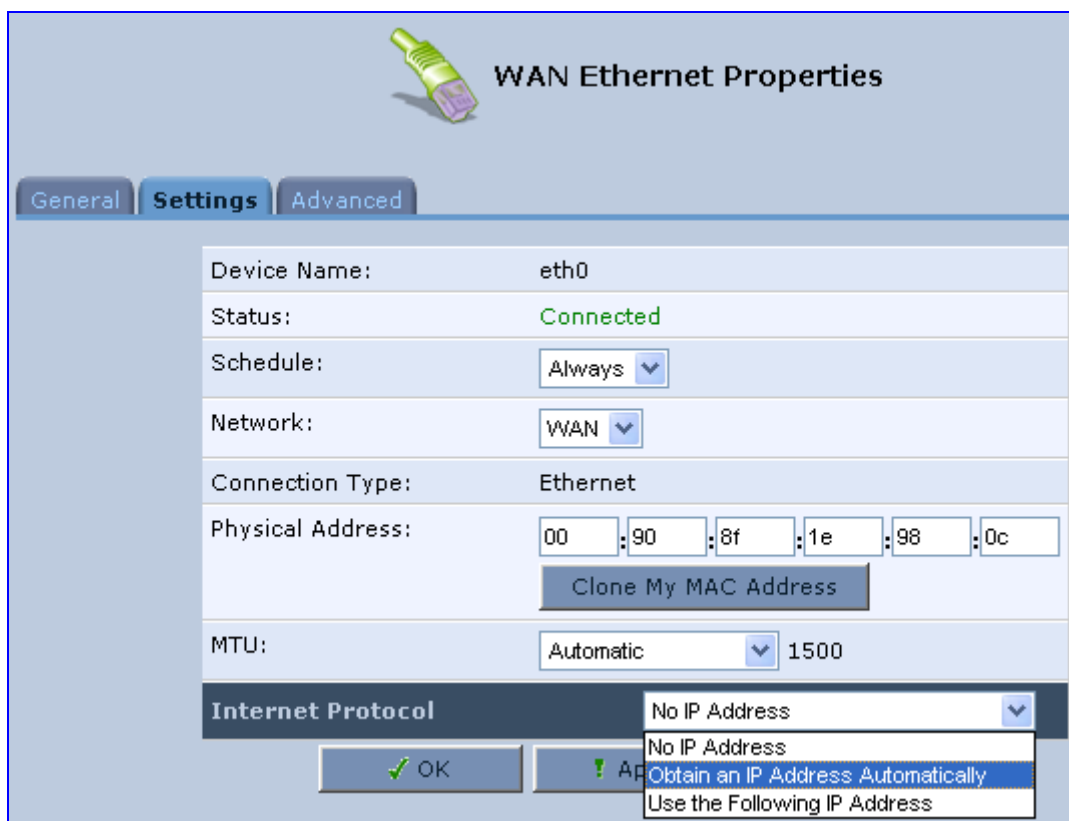 WAN Ethernet Properties
General Settings Advanced
Device Name: eth0
Status: Connected
Schedule: Always
Network: WAN
Connection Type: Ethernet
Physical Address: 00 : 90 : 8f : 1e : 98 : 0c
Clone My MAC Address
MTU: Automatic 1500
Internet Protocol No IP Address
No IP Address
OK ! Ap Obtain an IP Address Automatically
Use the Following IP Address